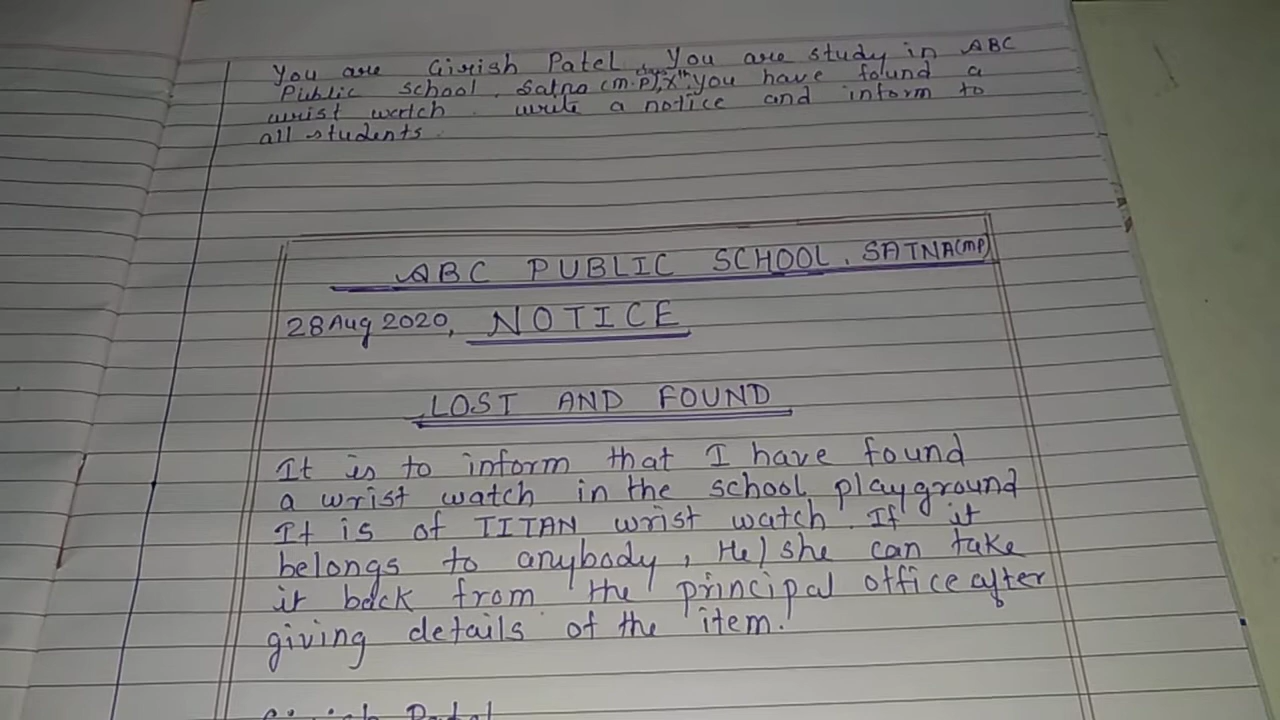 You are Girish Patel, You are study in ABC
Public School, Satna (m.p), Xth. you have found a
wrist watch. write a notice and inform to
all students.
ABC PUBLIC SCHOOL, SATNA(MP)
28 Aug 2020, NOTICE
LOST AND FOUND
It is to inform that I have found
a wrist watch in the school playground
It is of TITAN wrist watch. If it
belongs to anybody, He/she can take
it back from the principal office after
giving details of the item.
Girish Patel